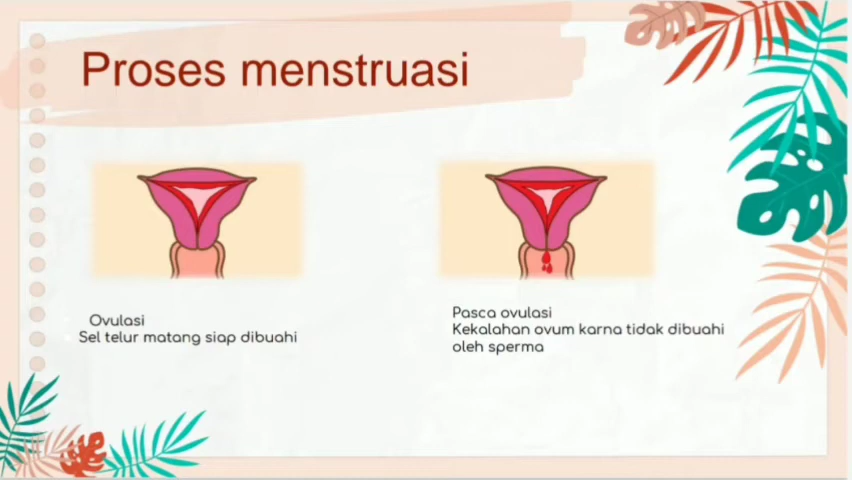 Proses menstruasi
Ovulasi
Sel telur matang siap dibuahi
Pasca ovulasi
Kekalahan ovum karna tidak dibuahi
oleh sperma